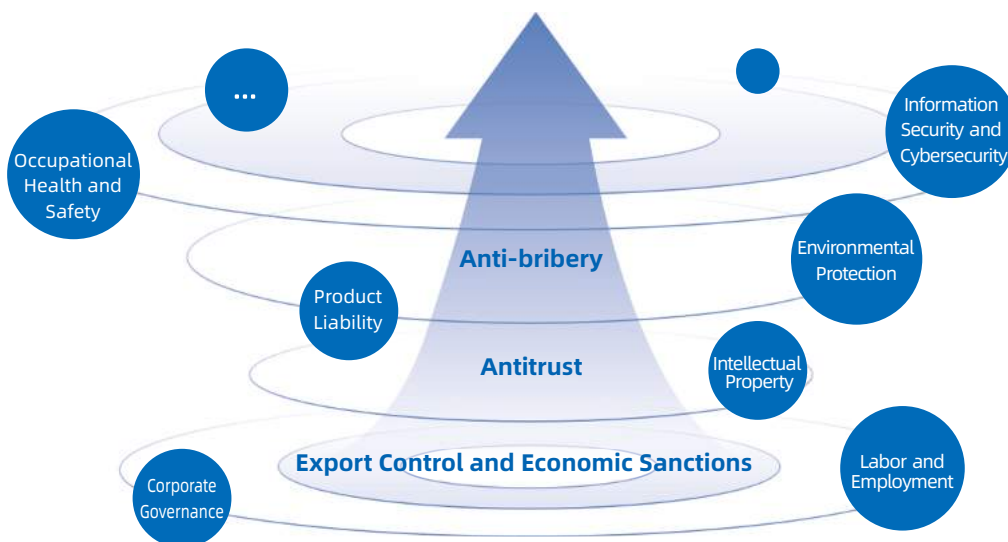 ...
Information
Security and
Cybersecurity
Occupational
Health and
Safety
Anti-bribery
Environmental
Protection
Product
Liability
Antitrust
Intellectual
Property
Export Control and Economic Sanctions
Labor and
Employment
Corporate
Governance